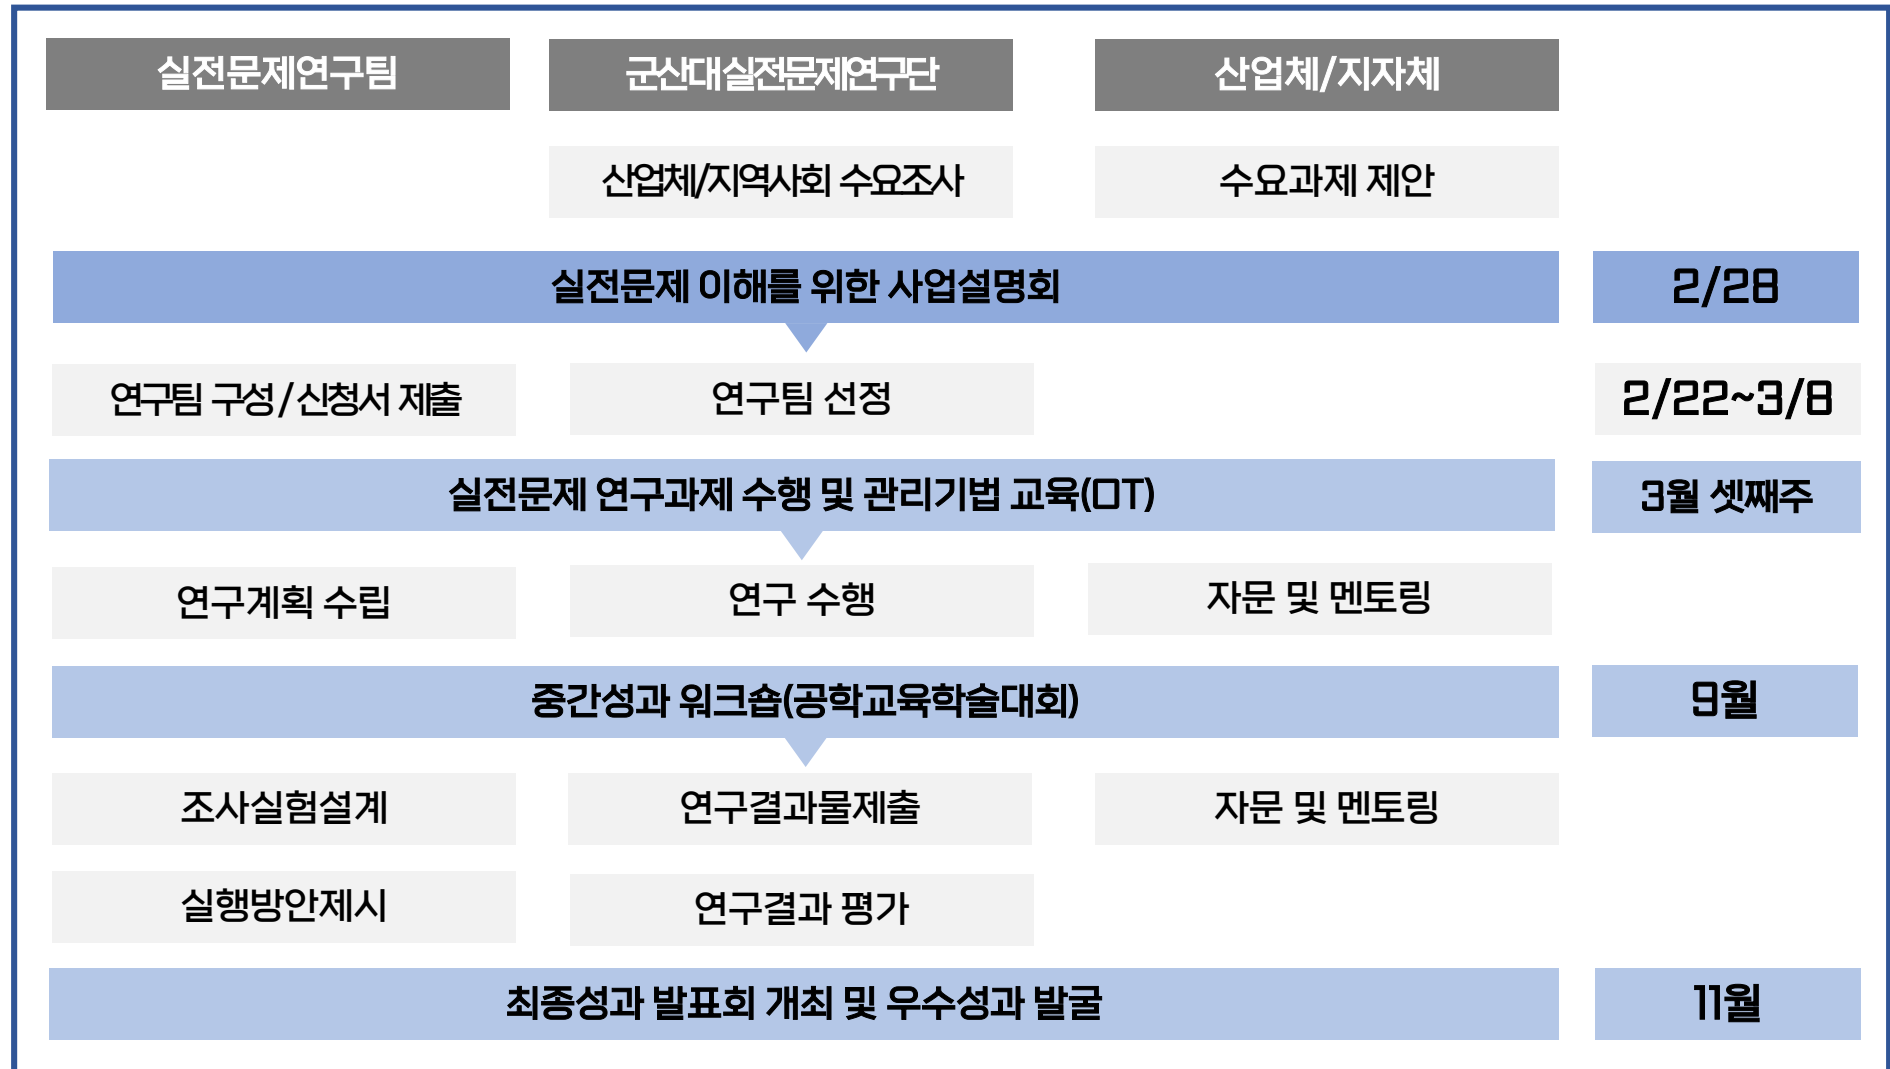 실전문제연구팀
군산대실전문제연구단
산업체/지자체
산업체/지역사회 수요조사
수요과제 제안
실전문제 이해를 위한 사업설명회
2/28
연구팀 구성 / 신청서 제출
연구팀 선정
2/22~3/8
실전문제 연구과제 수행 및 관리기법 교육(OT)
3월 셋째주
연구계획 수립
연구 수행
자문 및 멘토링
중간성과 워크숍(공학교육학술대회)
9월
조사실험설계
연구결과물제출
자문 및 멘토링
실행방안제시
연구결과 평가
최종성과 발표회 개최 및 우수성과 발굴
11월